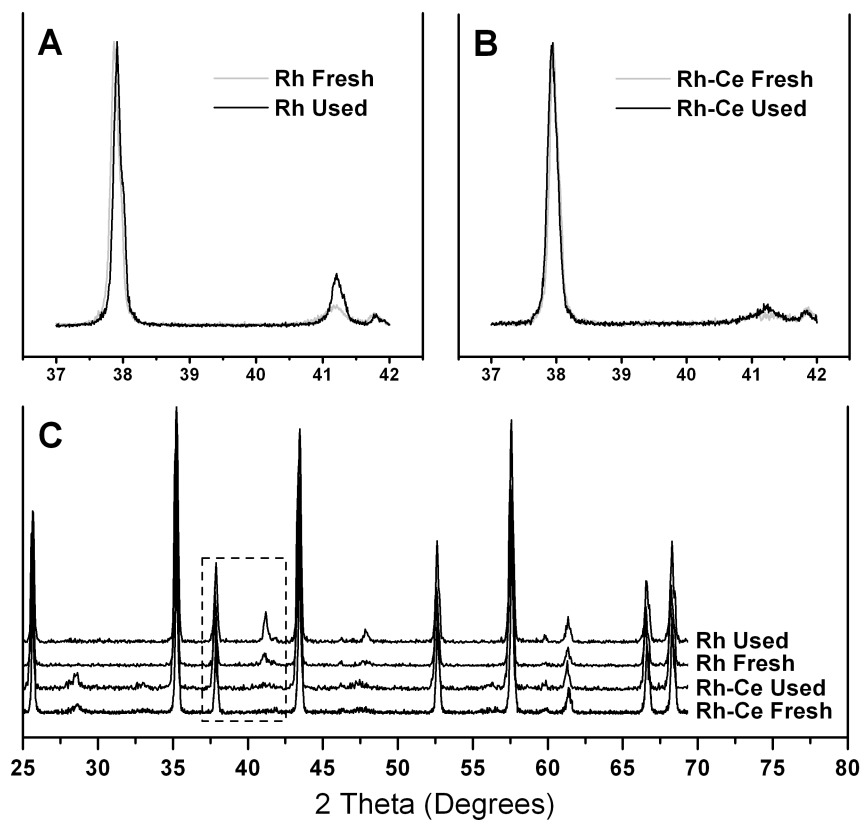 A
Rh Fresh
Rh Used
37 38 39 40 41 42
B
Rh-Ce Fresh
Rh-Ce Used
37 38 39 40 41 42
C
Rh Used
Rh Fresh
Rh-Ce Used
Rh-Ce Fresh
25 30 35 40 45 50 55 60 65 70 75 80
2 Theta (Degrees)